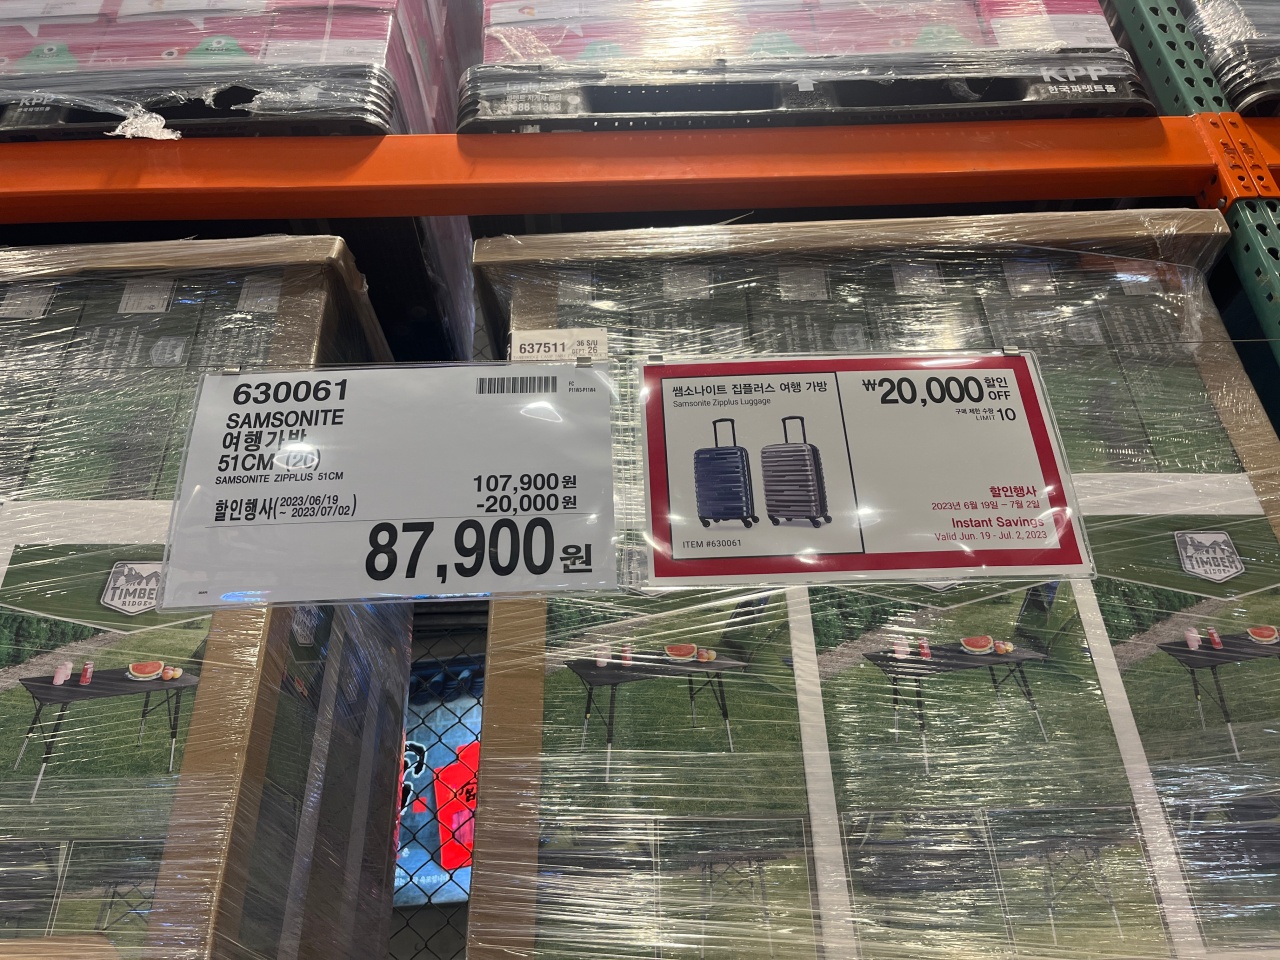 KPP
KPP
한국파렛트풀
637511
36 S/U
SEPT 26
630061
SAMSONITE
여행가방
51CM (20)
SAMSONITE ZIPPLUS 51CM
107,900원
할인행사(2023/06/19
~ 2023/07/02)
-20,000원
87,900원
쌤소나이트 집플러스 여행 가방
Samsonite Zipplus Luggage
ITEM #630061
₩20,000 할인
OFF
구매 제한 수량
LIMIT 10
할인행사
2023년 6월 19일 – 7월 2일
Instant Savings
Valid Jun. 19 - Jul. 2, 2023
TIMBER
RIDGE
TIMBER
RIDGE